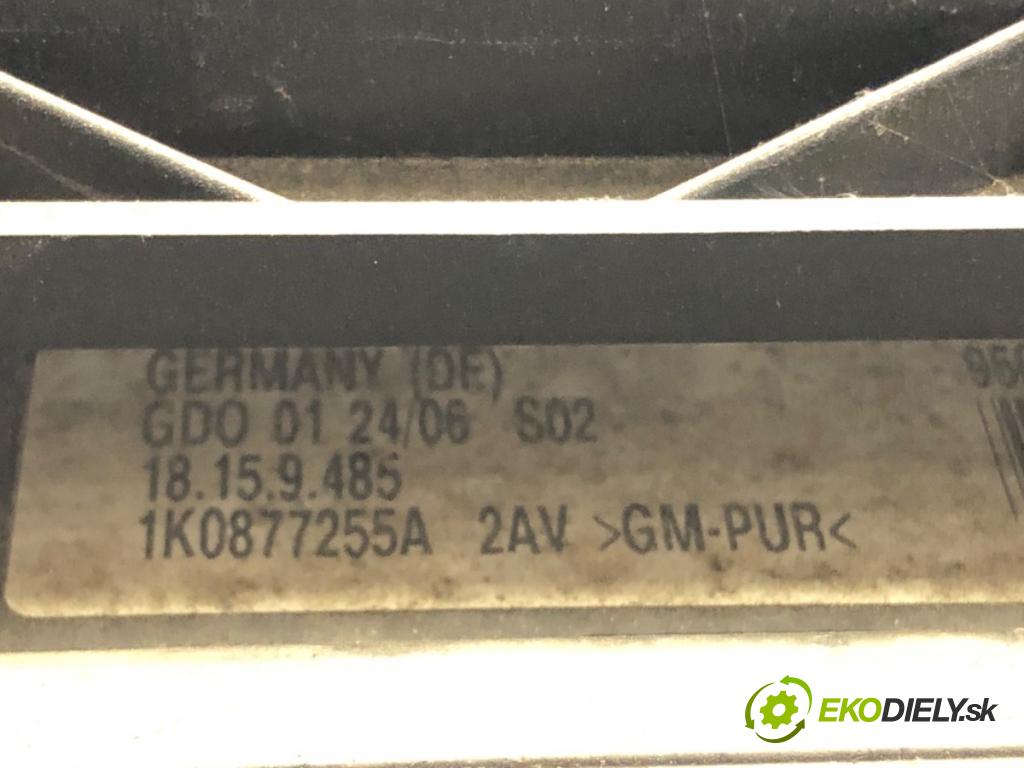 GERMANY (DE)
GDO 01 24/06 S02
18.15.9.485
1K0877255A 2AV >GM-PUR<
EKODIELY.sk